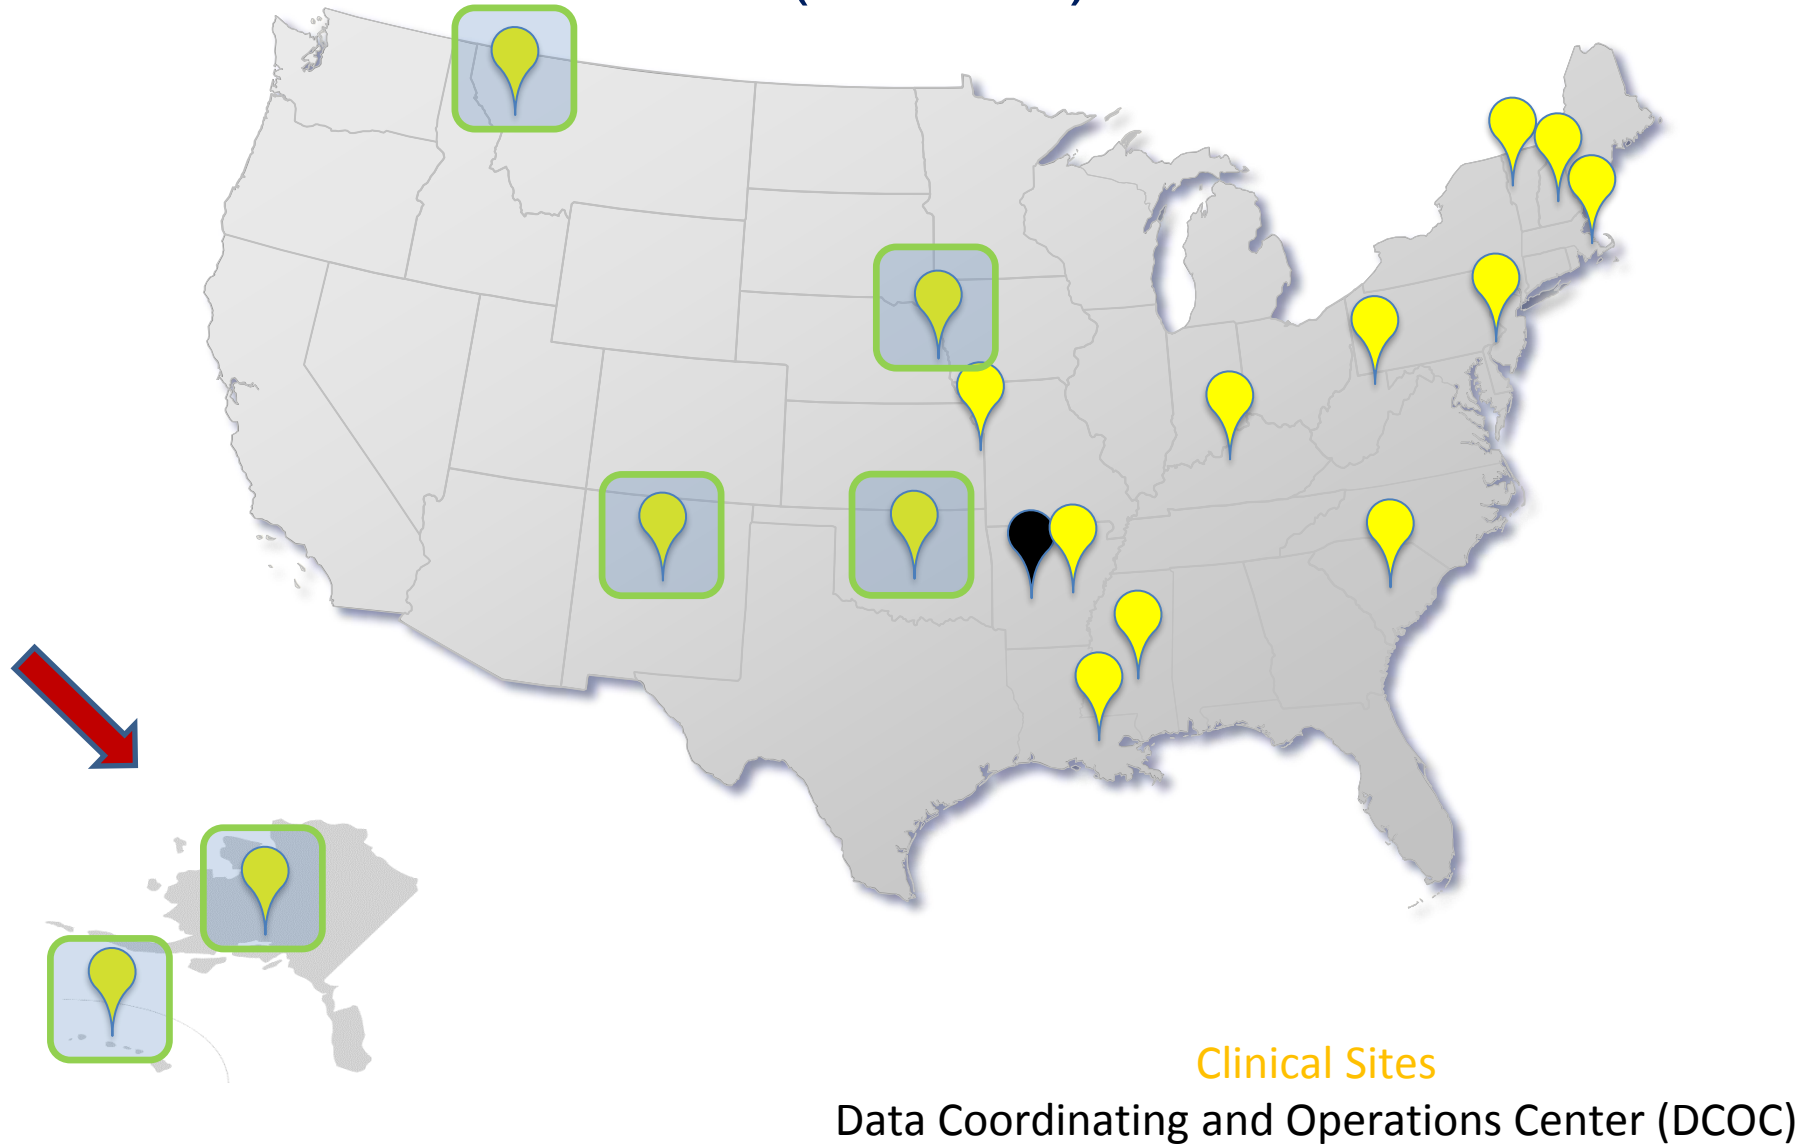 Clinical Sites
Data Coordinating and Operations Center (DCOC)